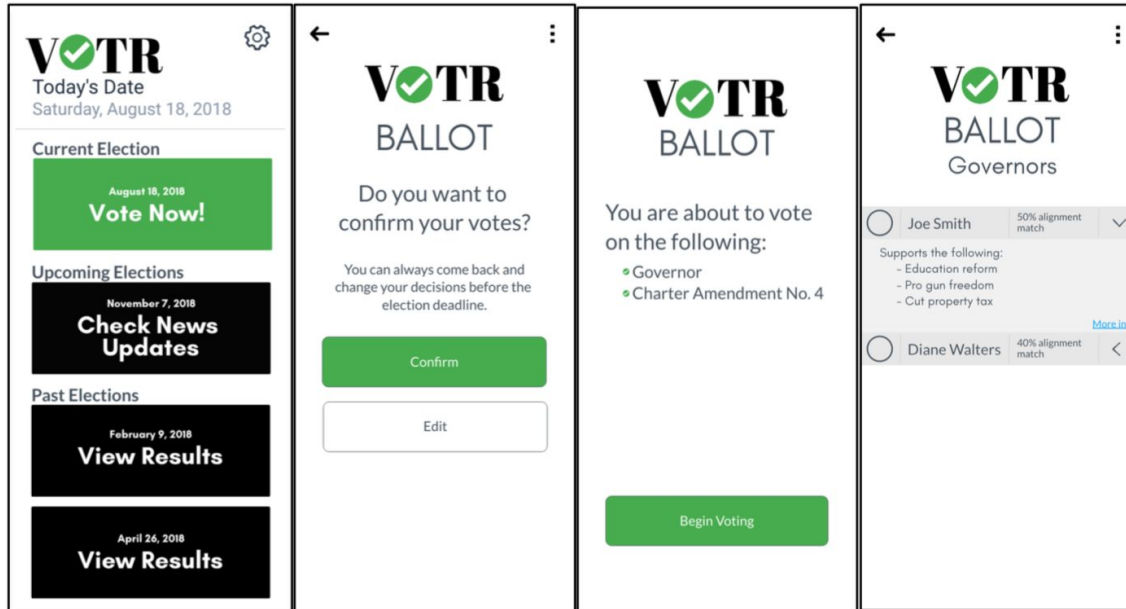 VOTR
Today's Date
Saturday, August 18, 2018
Current Election
August 18, 2018
Vote Now!
Upcoming Elections
November 7, 2018
Check News
Updates
Past Elections
February 9, 2018
View Results
April 26, 2018
View Results
VOTR
BALLOT
Do you want to
confirm your votes?
You can always come back and
change your decisions before the
election deadline.
Confirm
Edit
VOTR
BALLOT
You are about to vote
on the following:
Governor
Charter Amendment No. 4
Begin Voting
VOTR
BALLOT
Governors
Joe Smith
50% alignment
match
Supports the following:
- Education reform
- Pro gun freedom
- Cut property tax
More in
Diane Walters
40% alignment
match